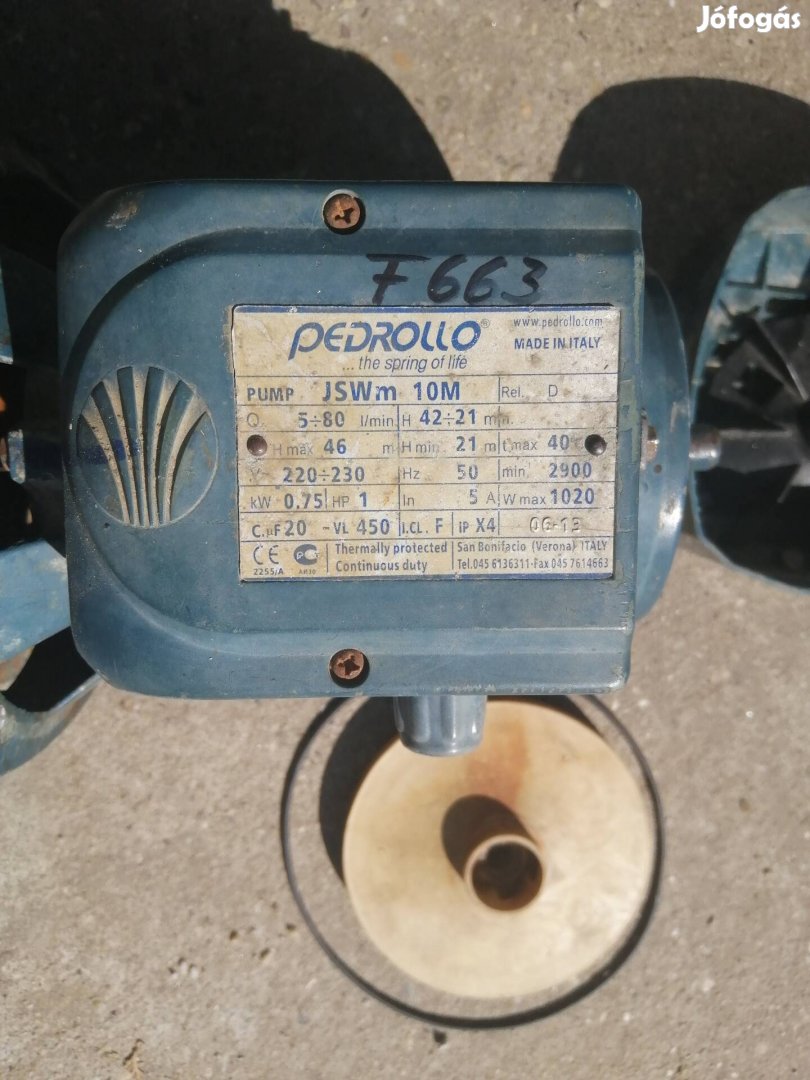 Jófogás
F663
PEDROLLO® www.pedrollo.com
...the spring of life MADE IN ITALY
PUMP JSWm 10M Rel. D
Q 5÷80 l/min H 42÷21 m
H max 46 m H min 21 m t max 40 °C
V~ 220÷230 Hz 50 min. 2900
kW 0.75 HP 1 In 5 A W max 1020
C.µF 20 ~ VL 450 I.CL. F IP X4
CE Thermally protected San Bonifacio (Verona) ITALY
2255/A Continuous duty Tel.045 6136311-Fax 045 7614663